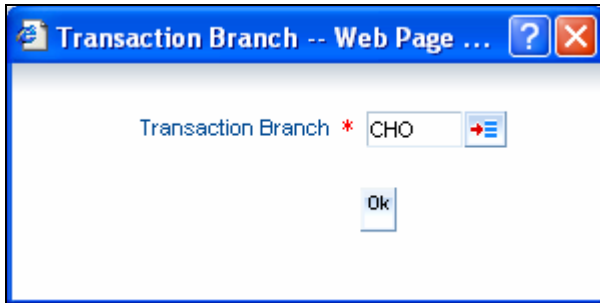 Transaction Branch -- Web Page ...
Transaction Branch * CHO
Ok